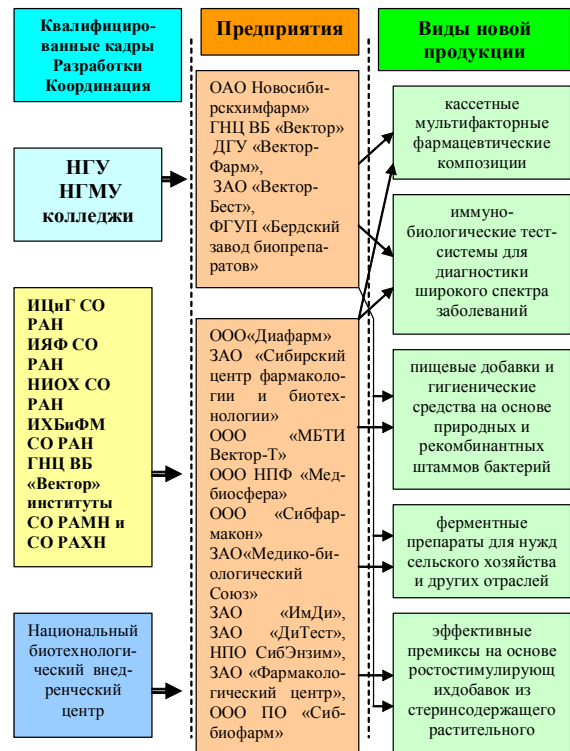 Квалифициро-
ванные кадры
Разработки
Координация
НГУ
НГМУ
колледжи
ИЦиГ СО
РАН
ИЯФ СО
РАН
НИОХ СО
РАН
ИХБиФМ
СО РАН
ГНЦ ВБ
«Вектор»
институты
СО РАМН и
СО РАХН
Национальный
биотехнологи-
ческий внед-
ренческий
центр
Предприятия
ОАО Новосиби-
рскхимфарм»
ГНЦ ВБ «Вектор»
ДГУ «Вектор-
Фарм»,
ЗАО «Вектор-
Бест»,
ФГУП «Бердский
завод биопрепа-
ратов»
ООО«Диафарм»
ЗАО «Сибирский
центр фармаколо-
гии и биотех-
нологии»
ООО «МБТИ
Вектор-Т»
ООО НПФ «Мед-
биосфера»
ООО «Сибфар-
макон»
ЗАО«Медико-би-
ологический
Союз»
ЗАО «ИмДи»,
ЗАО «ДиТест»,
НПО СибЭнзим»,
ЗАО «Фармаколо-
гический центр»,
ООО ПО «Сиб-
биофарм»
Виды новой
продукции
кассетные
мультифакторные
фармацевтические
композиции
иммуно-
биологические тест-
системы для
диагностики
широкого спектра
заболеваний
пищевые добавки и
гигиенические
средства на основе
природных и
рекомбинантных
штаммов бактерий
ферментные
препараты для нужд
сельского хозяйства
и других отраслей
эффективные
премиксы на основе
ростостимулирующ
ихдобавок из
стеринсодержащего
растительного